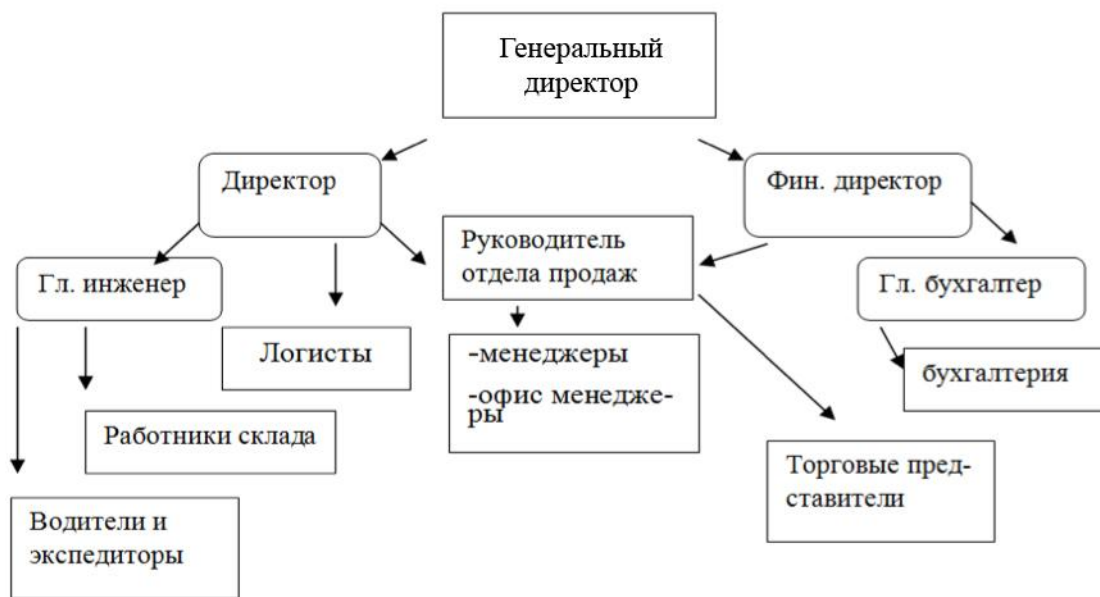 Генеральный
директор
Директор
Фин. директор
Руководитель
отдела продаж
Гл. инженер
Гл. бухгалтер
Логисты
-менеджеры
-офис менедже-
ры
бухгалтерия
Работники склада
Торговые пред-
ставители
Водители и
экспедиторы